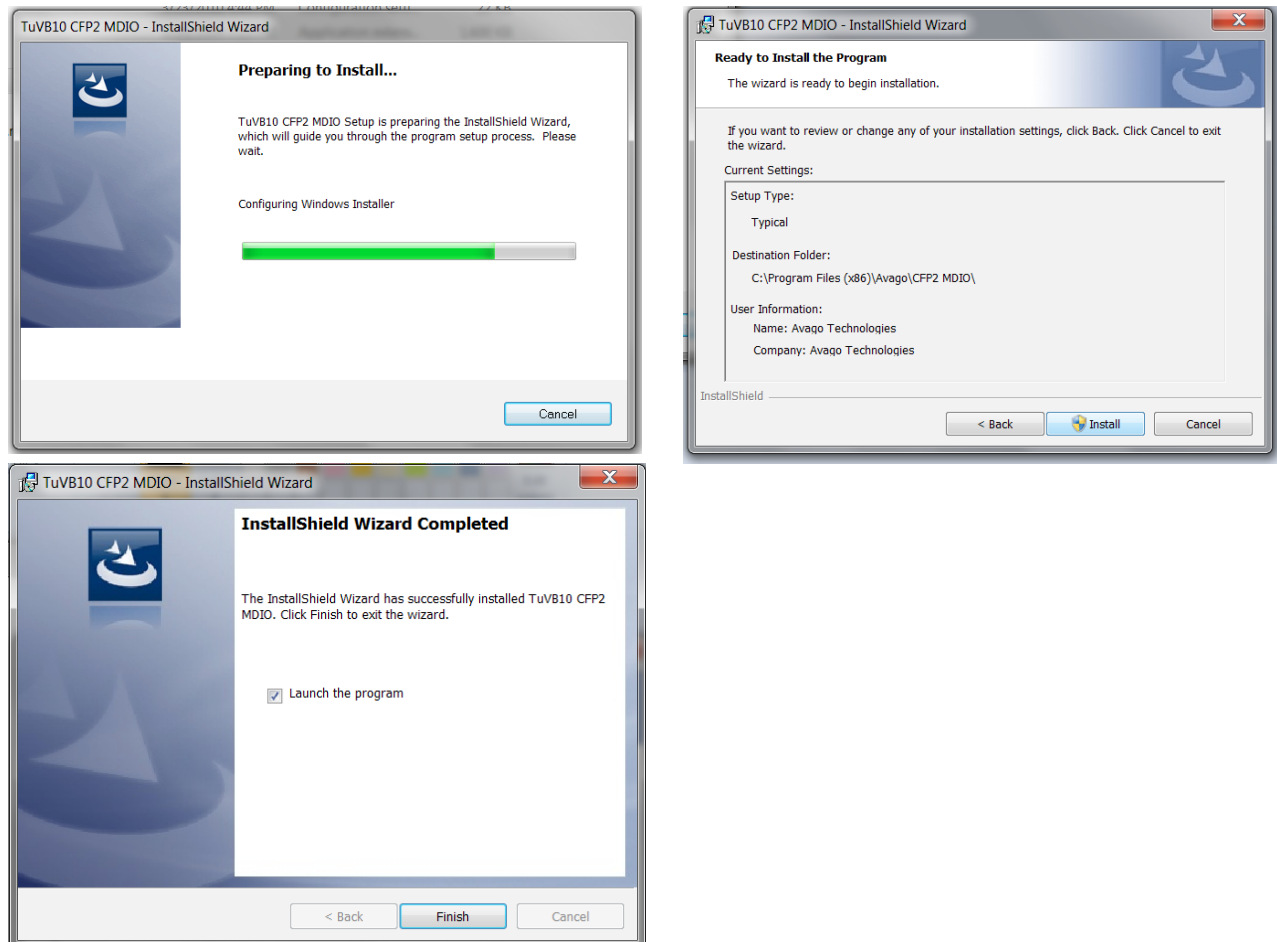 TuVB10 CFP2 MDIO - InstallShield Wizard
Preparing to Install...
TuVB10 CFP2 MDIO Setup is preparing the InstallShield Wizard,
which will guide you through the program setup process. Please
wait.
Configuring Windows Installer
Cancel
TuVB10 CFP2 MDIO - InstallShield Wizard
Ready to Install the Program
The wizard is ready to begin installation.
If you want to review or change any of your installation settings, click Back. Click Cancel to exit
the wizard.
Current Settings:
Setup Type:
Typical
Destination Folder:
C:\Program Files (x86)\Avago\CFP2 MDIO\
User Information:
Name: Avago Technologies
Company: Avago Technologies
InstallShield
< Back
Install
Cancel
TuVB10 CFP2 MDIO - InstallShield Wizard
InstallShield Wizard Completed
The InstallShield Wizard has successfully installed TuVB10 CFP2
MDIO. Click Finish to exit the wizard.
Launch the program
< Back
Finish
Cancel